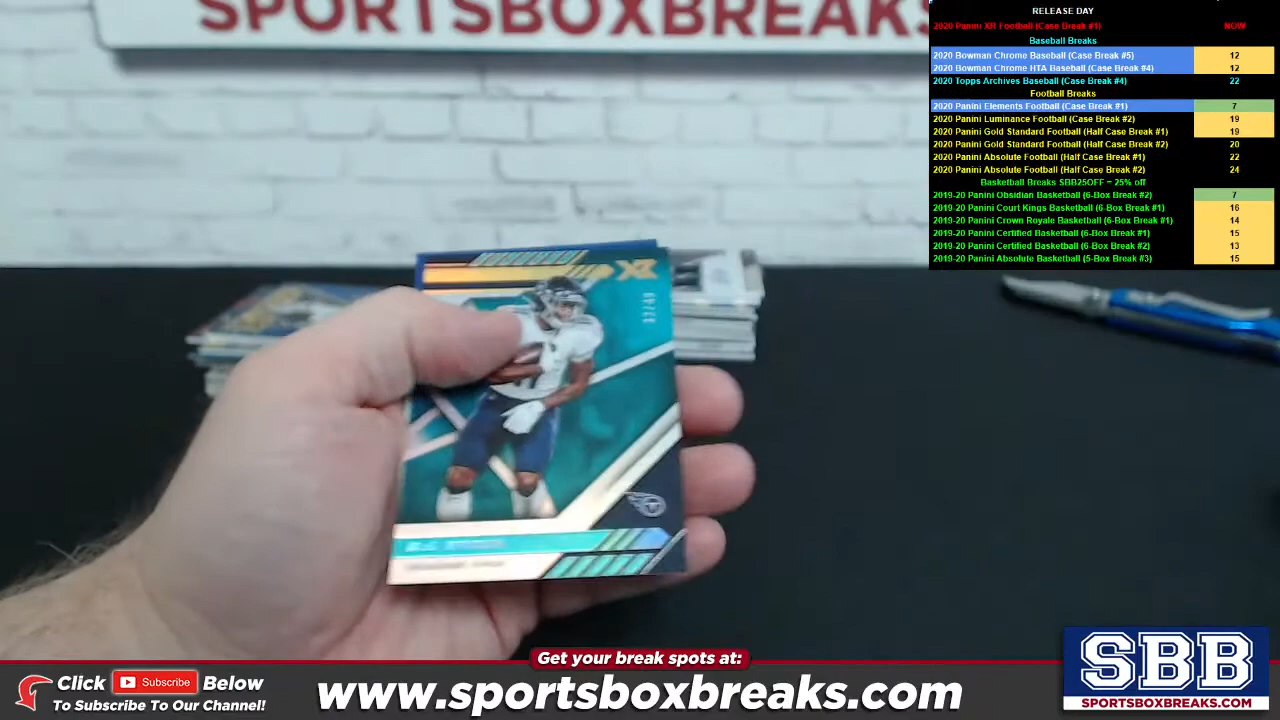 SPORTSBOXBREAKS
RELEASE DAY
2020 Panini XR Football (Case Break #1) NOW
Baseball Breaks
2020 Bowman Chrome Baseball (Case Break #5) 12
2020 Bowman Chrome HTA Baseball (Case Break #4) 12
2020 Topps Archives Baseball (Case Break #4) 22
Football Breaks
2020 Panini Elements Football (Case Break #1) 7
2020 Panini Luminance Football (Case Break #2) 19
2020 Panini Gold Standard Football (Half Case Break #1) 19
2020 Panini Gold Standard Football (Half Case Break #2) 20
2020 Panini Absolute Football (Half Case Break #1) 22
2020 Panini Absolute Football (Half Case Break #2) 24
Basketball Breaks SBB25OFF = 25% off
2019-20 Panini Obsidian Basketball (6-Box Break #2) 7
2019-20 Panini Court Kings Basketball (6-Box Break #1) 16
2019-20 Panini Crown Royale Basketball (6-Box Break #1) 14
2019-20 Panini Certified Basketball (6-Box Break #1) 15
2019-20 Panini Certified Basketball (6-Box Break #2) 13
2019-20 Panini Absolute Basketball (5-Box Break #3) 15
XR
Get your break spots at:
Click Subscribe Below
To Subscribe To Our Channel!
www.sportsboxbreaks.com
SBB
SPORTSBOXBREAKS.COM